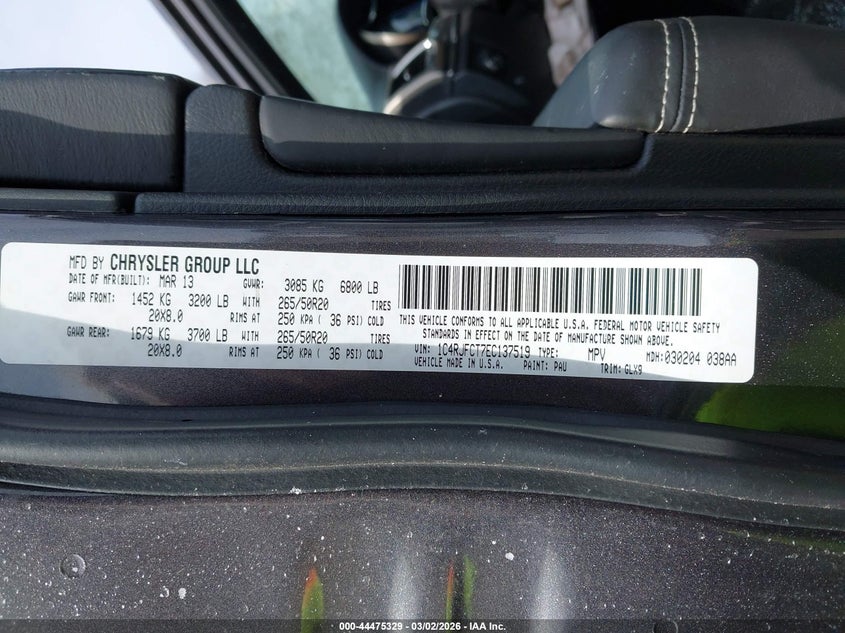 MFD BY CHRYSLER GROUP LLC
DATE OF MFR(BUILT): MAR 13 GVWR: 3085 KG 6800 LB
GAWR FRONT: 1452 KG 3200 LB WITH 265/50R20 TIRES
20X8.0 RIMS AT 250 KPA ( 36 PSI) COLD
GAWR REAR: 1679 KG 3700 LB WITH 265/50R20 TIRES
20X8.0 RIMS AT 250 KPA ( 36 PSI) COLD
THIS VEHICLE CONFORMS TO ALL APPLICABLE U.S.A. FEDERAL MOTOR VEHICLE SAFETY
STANDARDS IN EFFECT ON THE DATE OF MANUFACTURE SHOWN ABOVE.
VIN: 1C4RJFCT7EC137519 TYPE: MPV MDH: 030204 038AA
VEHICLE MADE IN U.S.A. PAINT: PAU TRIM: GLX9
000-44475329 | 03/02/2026 | IAA Inc.